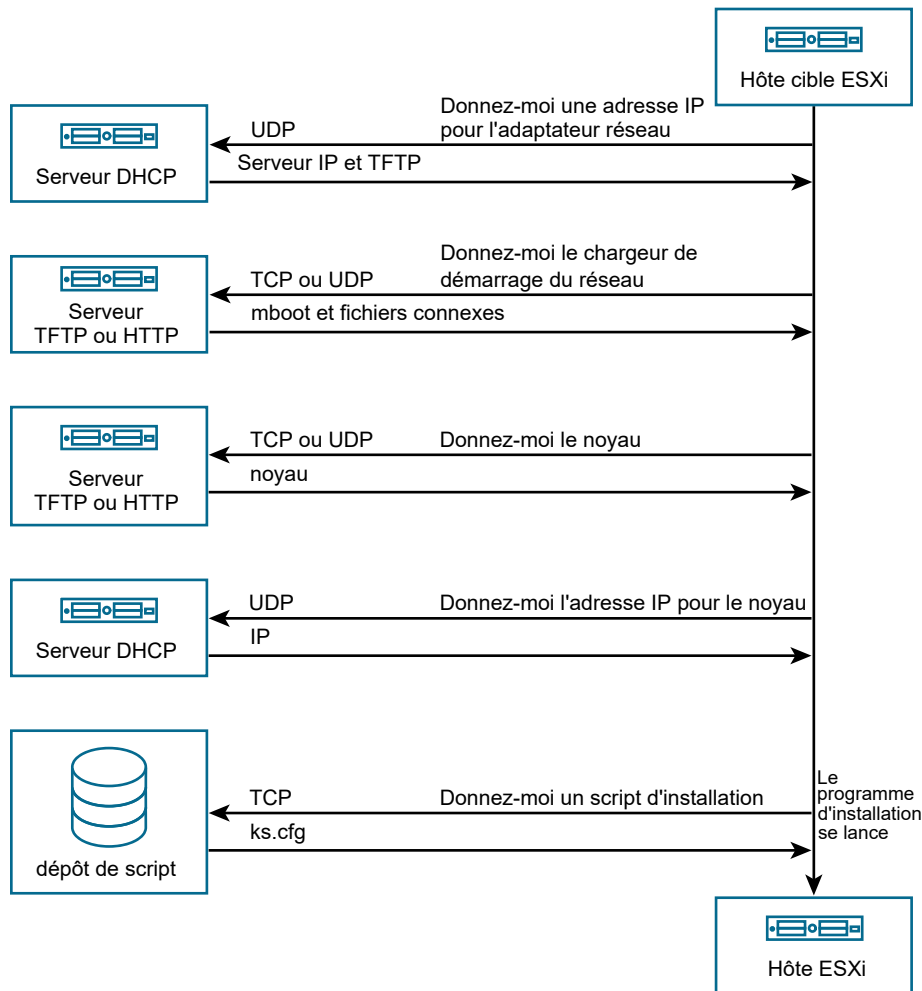 Hôte cible ESXi
Donnez-moi une adresse IP
pour l'adaptateur réseau
UDP
Serveur IP et TFTP
Serveur DHCP
Donnez-moi le chargeur de
démarrage du réseau
TCP ou UDP
mboot et fichiers connexes
Serveur
TFTP ou HTTP
TCP ou UDP
Donnez-moi le noyau
noyau
Serveur
TFTP ou HTTP
UDP
Donnez-moi l'adresse IP pour le noyau
IP
Serveur DHCP
TCP
Donnez-moi un script d'installation
ks.cfg
dépôt de script
Le
programme
d'installation
se lance
Hôte ESXi